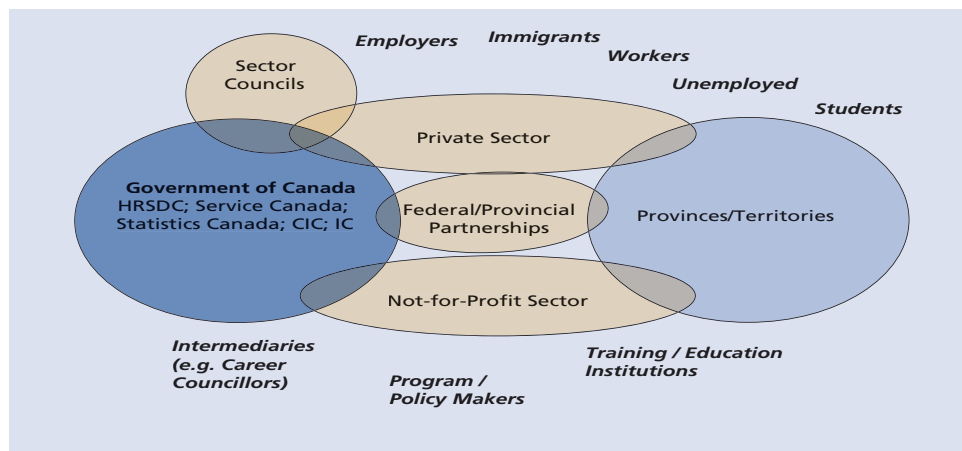 Employers
Immigrants
Workers
Unemployed
Students
Sector
Councils
Private Sector
Government of Canada
HRSDC; Service Canada;
Statistics Canada; CIC; IC
Federal/Provincial
Partnerships
Provinces/Territories
Not-for-Profit Sector
Intermediaries
(e.g. Career
Councillors)
Program /
Policy Makers
Training / Education
Institutions